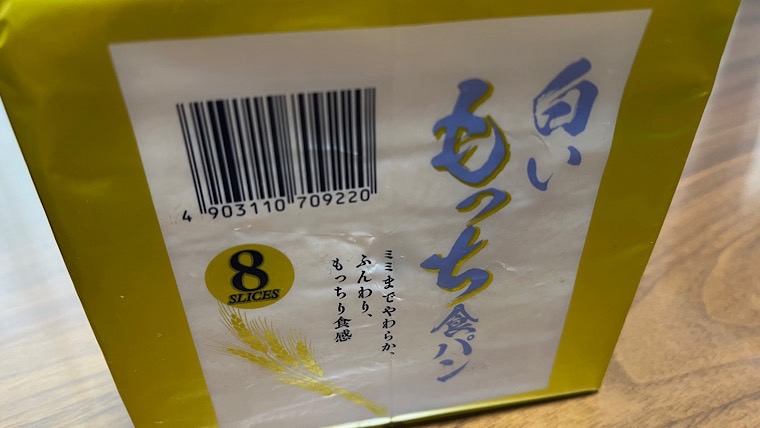 白い
もっち食パン
ミミまでやわらか、
ふんわり、
もっちり食感
4 903110 709220
8
SLICES